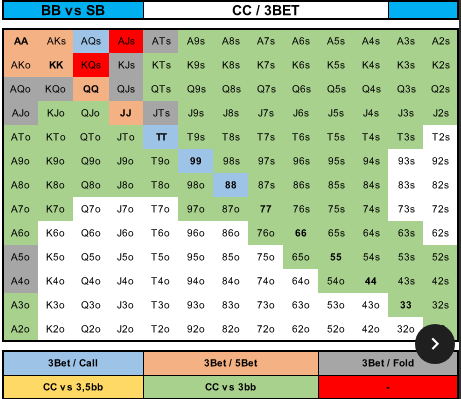 BB vs SB CC / 3BET
AA AKs AQs AJs ATs A9s A8s A7s A6s A5s A4s A3s A2s
AKo KK KQs KJs KTs K9s K8s K7s K6s K5s K4s K3s K2s
AQo KQo QQ QJs QTs Q9s Q8s Q7s Q6s Q5s Q4s Q3s Q2s
AJo KJo QJo JJ JTs J9s J8s J7s J6s J5s J4s J3s J2s
ATo KTo QTo JTo TT T9s T8s T7s T6s T5s T4s T3s T2s
A9o K9o Q9o J9o T9o 99 98s 97s 96s 95s 94s 93s 92s
A8o K8o Q8o J8o T8o 98o 88 87s 86s 85s 84s 83s 82s
A7o K7o Q7o J7o T7o 97o 87o 77 76s 75s 74s 73s 72s
A6o K6o Q6o J6o T6o 96o 86o 76o 66 65s 64s 63s 62s
A5o K5o Q5o J5o T5o 95o 85o 75o 65o 55 54s 53s 52s
A4o K4o Q4o J4o T4o 94o 84o 74o 64o 54o 44 43s 42s
A3o K3o Q3o J3o T3o 93o 83o 73o 63o 53o 43o 33 32s
A2o K2o Q2o J2o T2o 92o 82o 72o 62o 52o 42o 32o
3Bet / Call 3Bet / 5Bet 3Bet / Fold
CC vs 3,5bb CC vs 3bb -